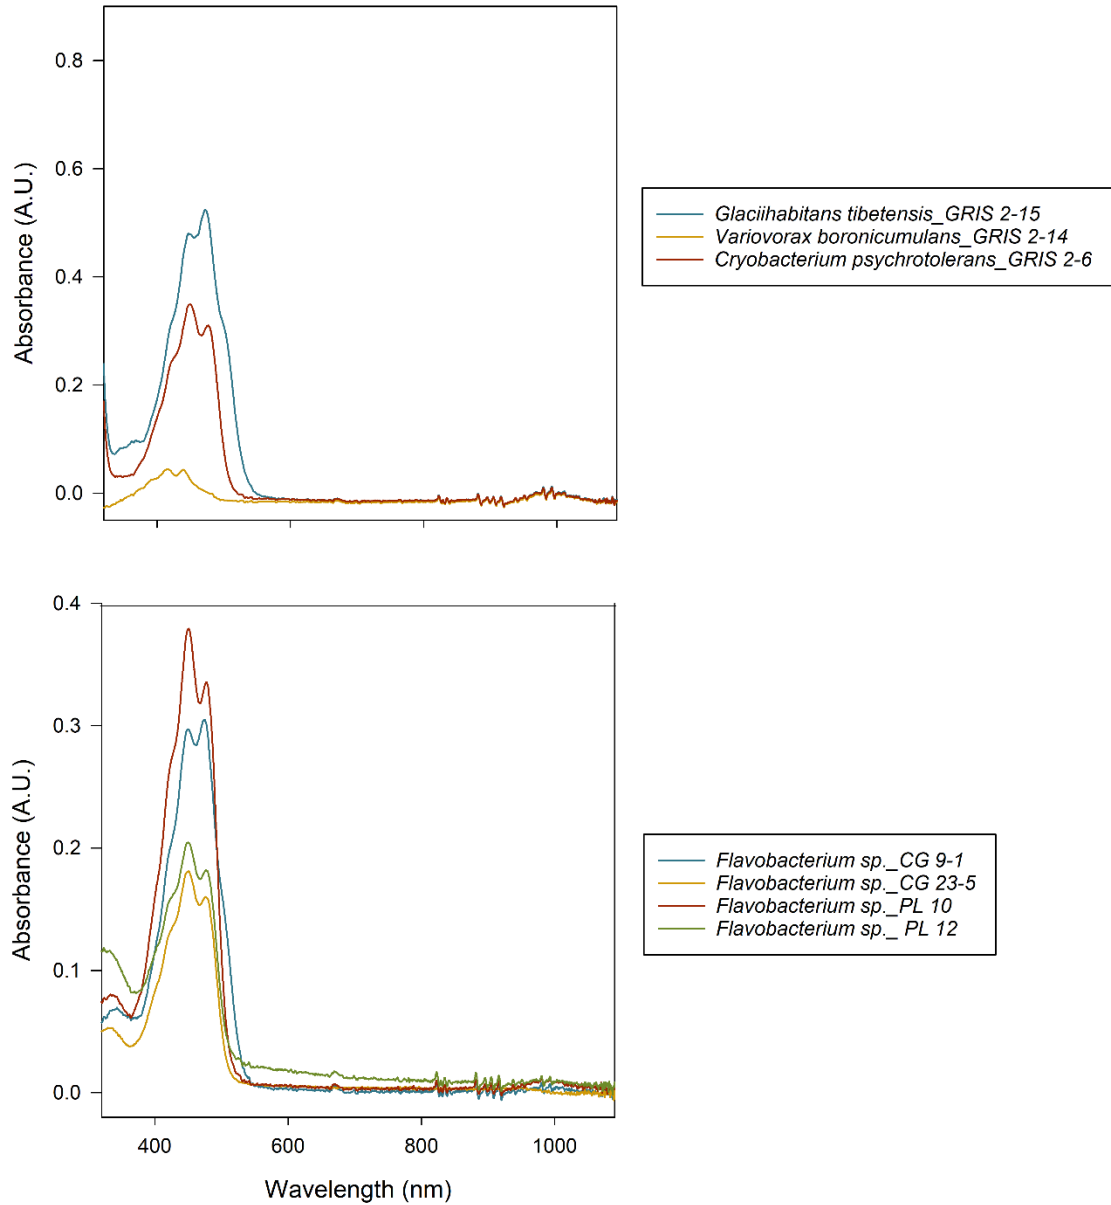 0.8
0.6
0.4
0.2
0.0
Absorbance (A.U.)
Glaciihabitans tibetensis_GRIS 2-15
Variovorax boronicumulans_GRIS 2-14
Cryobacterium psychrotolerans_GRIS 2-6
0.4
0.3
0.2
0.1
0.0
Absorbance (A.U.)
400 600 800 1000
Wavelength (nm)
Flavobacterium sp._CG 9-1
Flavobacterium sp._CG 23-5
Flavobacterium sp._PL 10
Flavobacterium sp._ PL 12